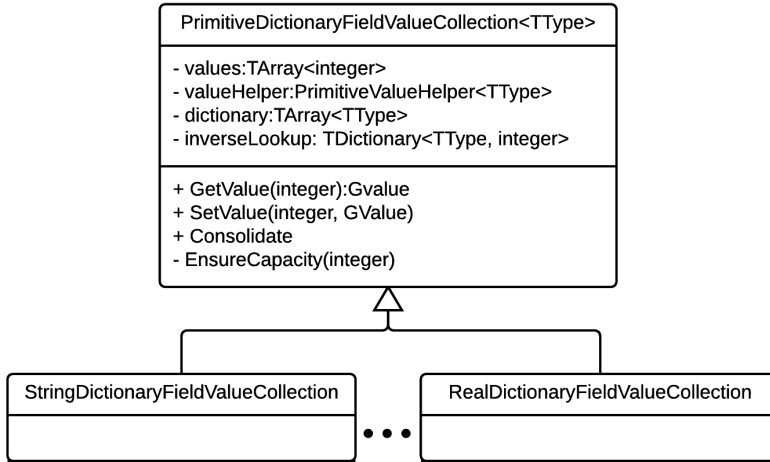 PrimitiveDictionaryFieldValueCollection<TType>
- values:TArray<integer>
- valueHelper:PrimitiveValueHelper<TType>
- dictionary:TArray<TType>
- inverseLookup: TDictionary<TType, integer>
+ GetValue(integer):Gvalue
+ SetValue(integer, GValue)
+ Consolidate
- EnsureCapacity(integer)
StringDictionaryFieldValueCollection
RealDictionaryFieldValueCollection